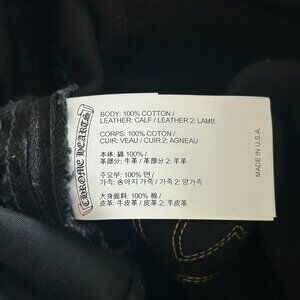 CHROME HEARTS
BODY: 100% COTTON /
LEATHER: CALF / LEATHER 2: LAMB
CORPS: 100% COTON /
CUIR: VEAU / CUIR 2: AGNEAU
本体: 綿 100% /
革部分: 牛革 / 革部分 2: 羊革
주요부: 100% 면 /
가죽: 송아지 가죽 / 가죽 2: 양가죽
大身面料: 100% 棉 /
皮革: 牛皮革 / 皮革 2: 羊皮革
MADE IN U.S.A.